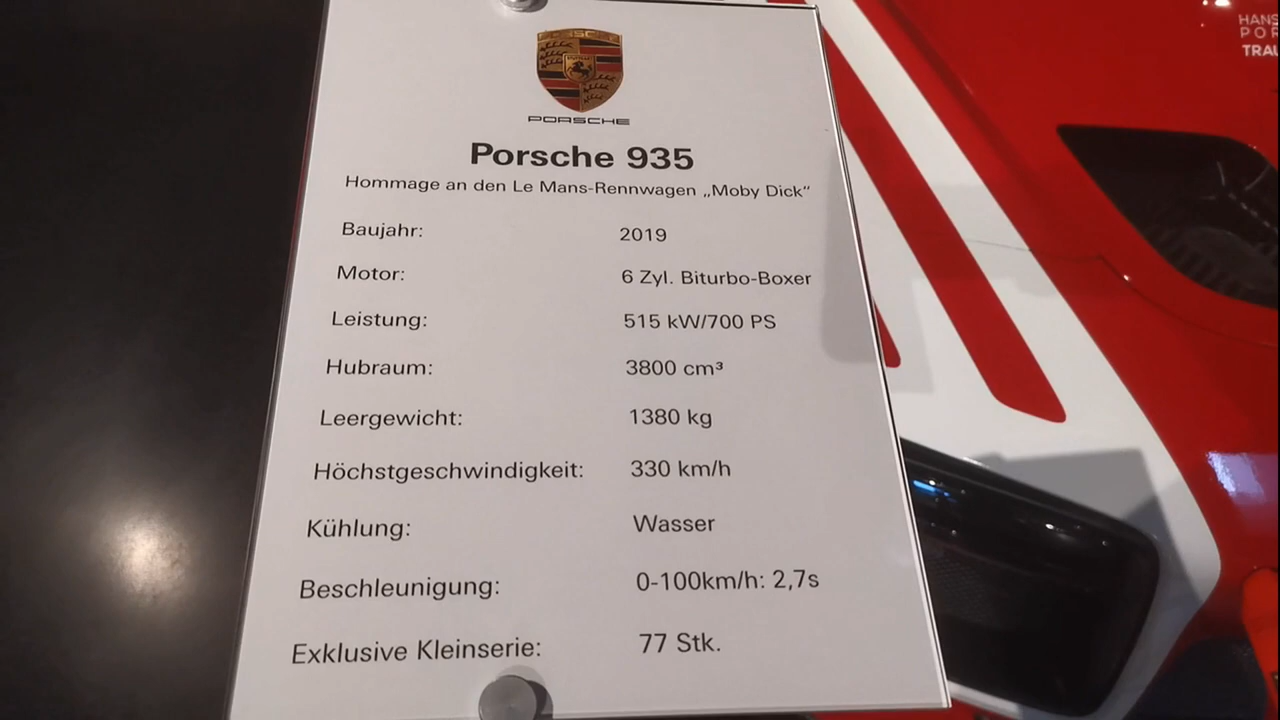 PORSCHE
Porsche 935
Hommage an den Le Mans-Rennwagen „Moby Dick“
Baujahr: 2019
Motor: 6 Zyl. Biturbo-Boxer
Leistung: 515 kW/700 PS
Hubraum: 3800 cm³
Leergewicht: 1380 kg
Höchstgeschwindigkeit: 330 km/h
Kühlung: Wasser
Beschleunigung: 0-100km/h: 2,7s
Exklusive Kleinserie: 77 Stk.
HANS
POR
TRAU